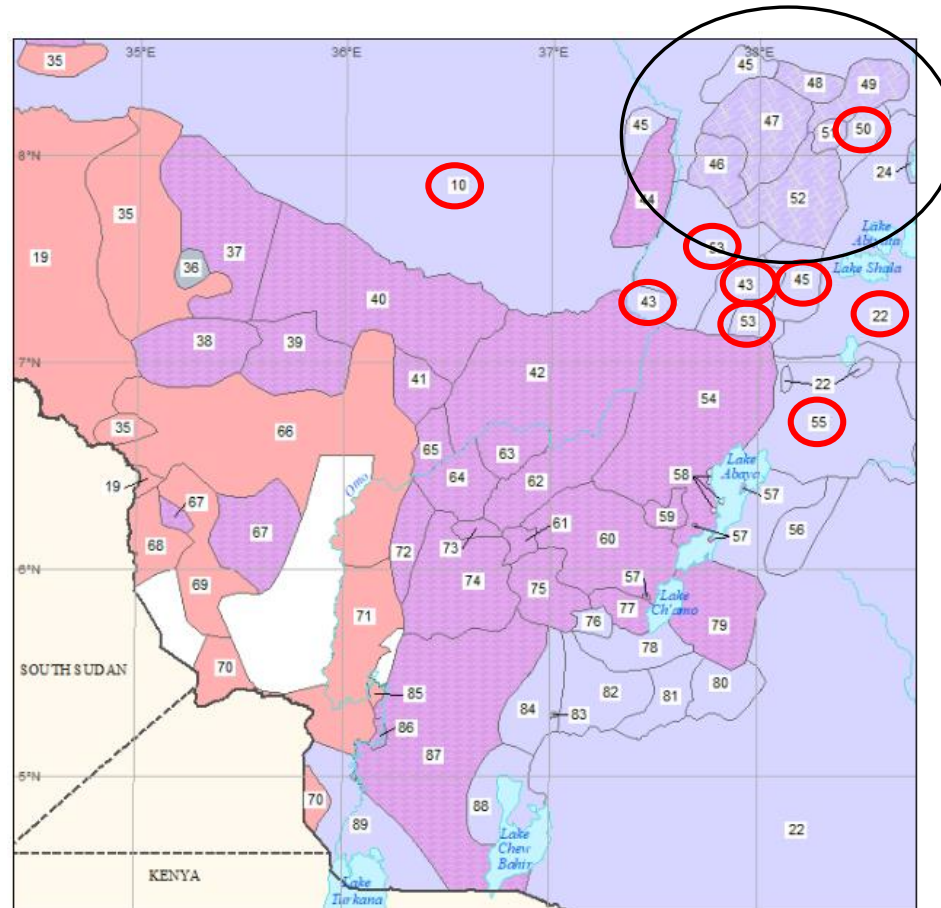 35°E 36°E 37°E 38°E
35 45 48 49
45 47 51 50
8°N 46 24
10 44 52
35 Lake
Abiyata
19 37 53 Lake Shala
36 43 45
40 43
53 22
38 39
7°N
41 42 22
54
35 66 55
65 63
64 62 58 Lake
Abaya
19 Omo 57
67 61 59 56
68 67 72 73 60 57
6°N 74
69 75 57 Lake
Ch'amo
71 77
76 79
78
SOUTH SUDAN 70 85 80
82 81
84 83
86
87
5°N
70 88
89 22
Lake
Chew
Bahir
KENYA
Lake
Turkana